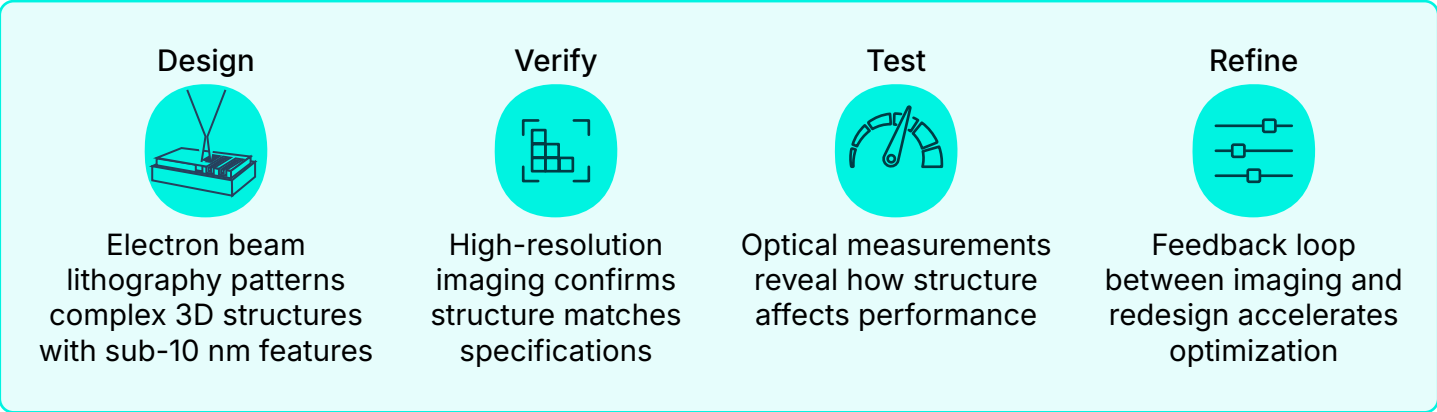 Design
Electron beam
lithography patterns
complex 3D structures
with sub-10 nm features
Verify
High-resolution
imaging confirms
structure matches
specifications
Test
Optical measurements
reveal how structure
affects performance
Refine
Feedback loop
between imaging and
redesign accelerates
optimization